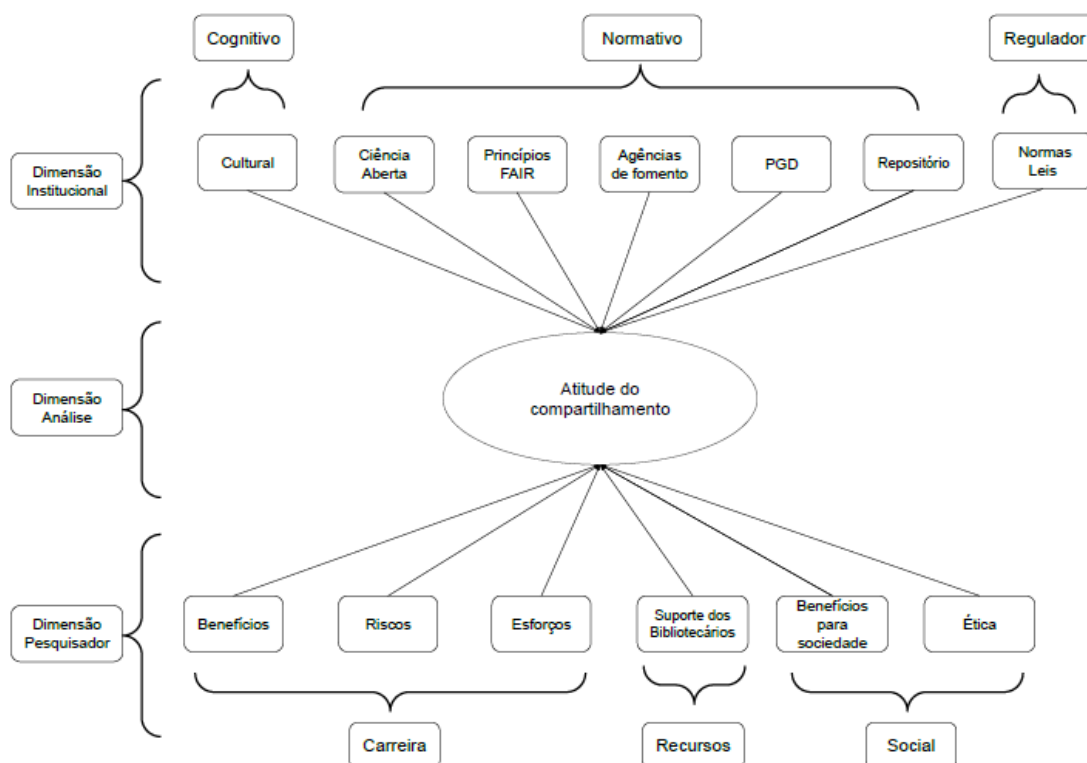 Cognitivo
Normativo
Regulador
Dimensão
Institucional
Cultural
Ciência
Aberta
Princípios
FAIR
Agências
de fomento
PGD
Repositório
Normas
Leis
Dimensão
Análise
Atitude do
compartilhamento
Dimensão
Pesquisador
Benefícios
Riscos
Esforços
Suporte dos
Bibliotecários
Benefícios
para
sociedade
Ética
Carreira
Recursos
Social